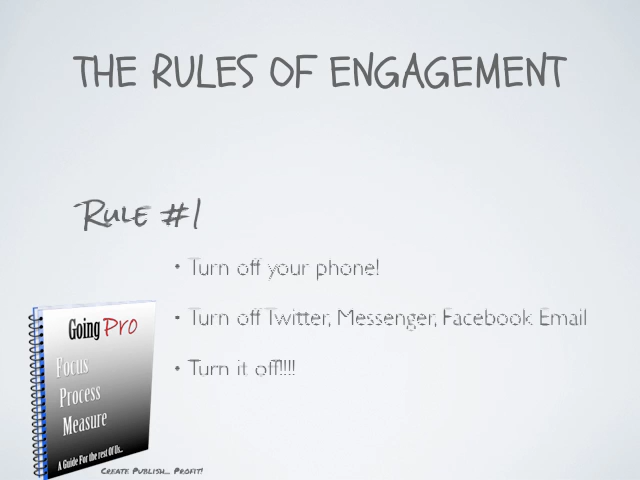 THE RULES OF ENGAGEMENT
RULE #1
• Turn off your phone!
• Turn off Twitter, Messenger, Facebook Email
• Turn it off!!!!
Going Pro
Focus
Process
Measure
A Guide For the rest Of Us...
CREATE PUBLISH... PROFIT!